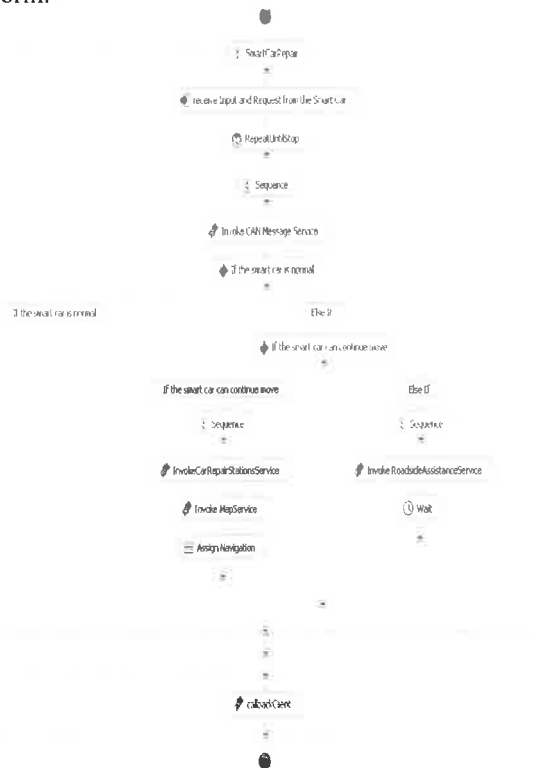 orm.
SmartCarRepair
receive Input and Request from the Smart Car
RepeatUntilStop
Sequence
Invoke CAN Message Service
If the smart car is normal
If the smart car is normal
Else If
If the smart car can continue move
If the smart car can continue move
Else If
Sequence
Sequence
InvokeCarRepairStationsService
Invoke RoadsideAssistanceService
Invoke MapService
Wait
Assign Navigation
callbackClient